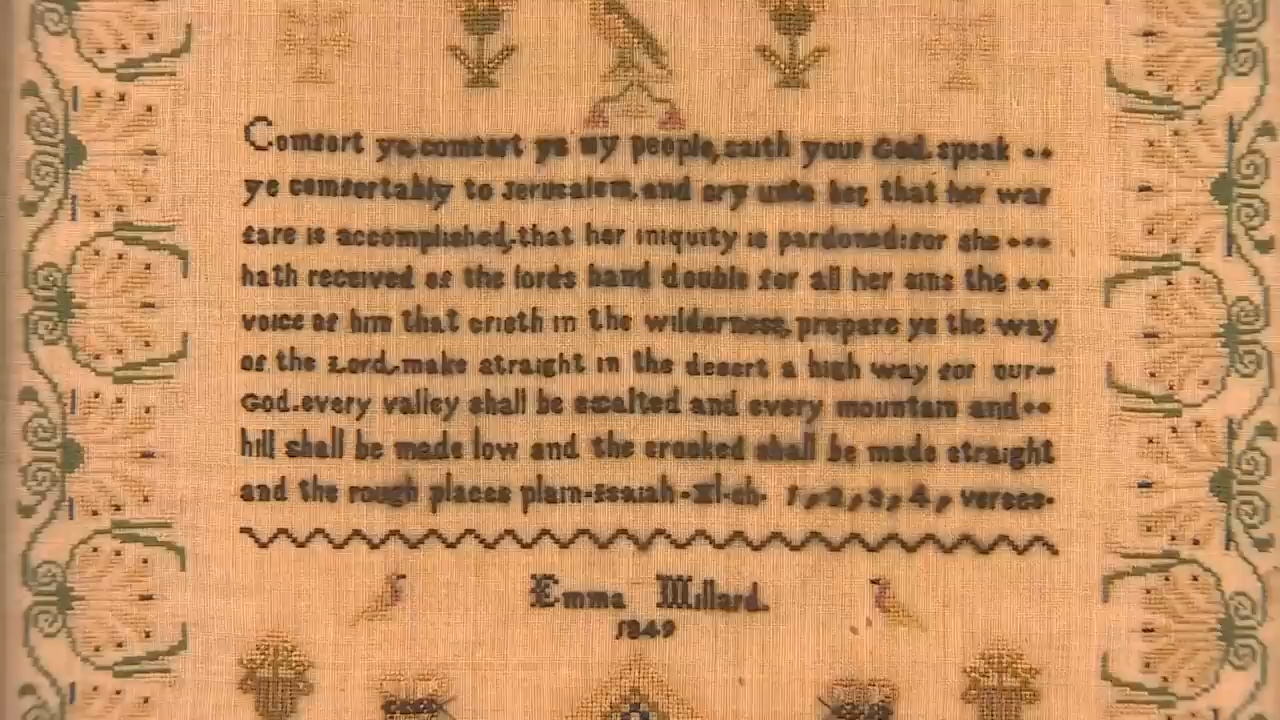 Comfort ye, comfort ye my people, saith your God. speak ••
ye comfortably to Jerusalem, and cry unto her, that her war
fare is accomplished, that her iniquity is pardoned: for she •••
hath received of the lords hand double for all her sins the ••
voice of him that crieth in the wilderness, prepare ye the way
of the Lord, make straight in the desert a high way for our-
God. every valley shall be exalted and every mountain and ••
hill shall be made low and the crooked shall be made straight
and the rough places plain-Isaiah-Xl-ch. 1, 2, 3, 4, verses.
Emma Millard.
1849